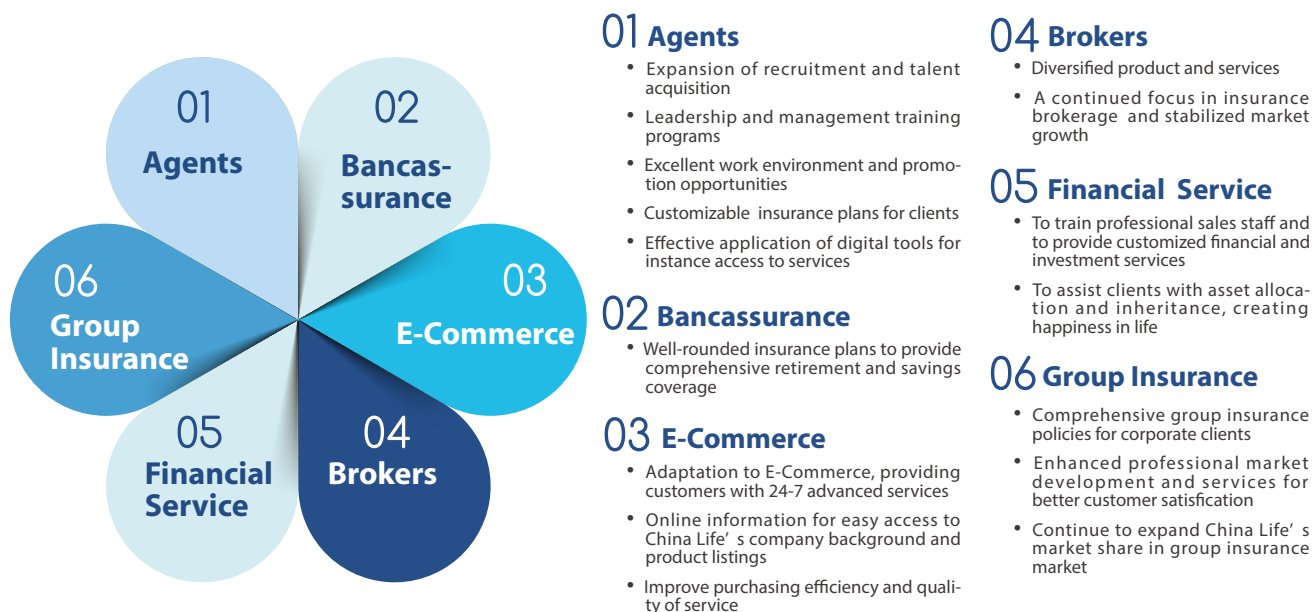 01
Agents
02
Bancas-
surance
03
E-Commerce
04
Brokers
05
Financial
Service
06
Group
Insurance
01 Agents
• Expansion of recruitment and talent
acquisition
• Leadership and management training
programs
• Excellent work environment and promo-
tion opportunities
• Customizable insurance plans for clients
• Effective application of digital tools for
instance access to services
02 Bancassurance
• Well-rounded insurance plans to provide
comprehensive retirement and savings
coverage
03 E-Commerce
• Adaptation to E-Commerce, providing
customers with 24-7 advanced services
• Online information for easy access to
China Life’ s company background and
product listings
• Improve purchasing efficiency and quali-
ty of service
04 Brokers
• Diversified product and services
• A continued focus in insurance
brokerage and stabilized market
growth
05 Financial Service
• To train professional sales staff and
to provide customized financial and
investment services
• To assist clients with asset alloca-
tion and inheritance, creating
happiness in life
06 Group Insurance
• Comprehensive group insurance
policies for corporate clients
• Enhanced professional market
development and services for
better customer satisfication
• Continue to expand China Life’ s
market share in group insurance
market